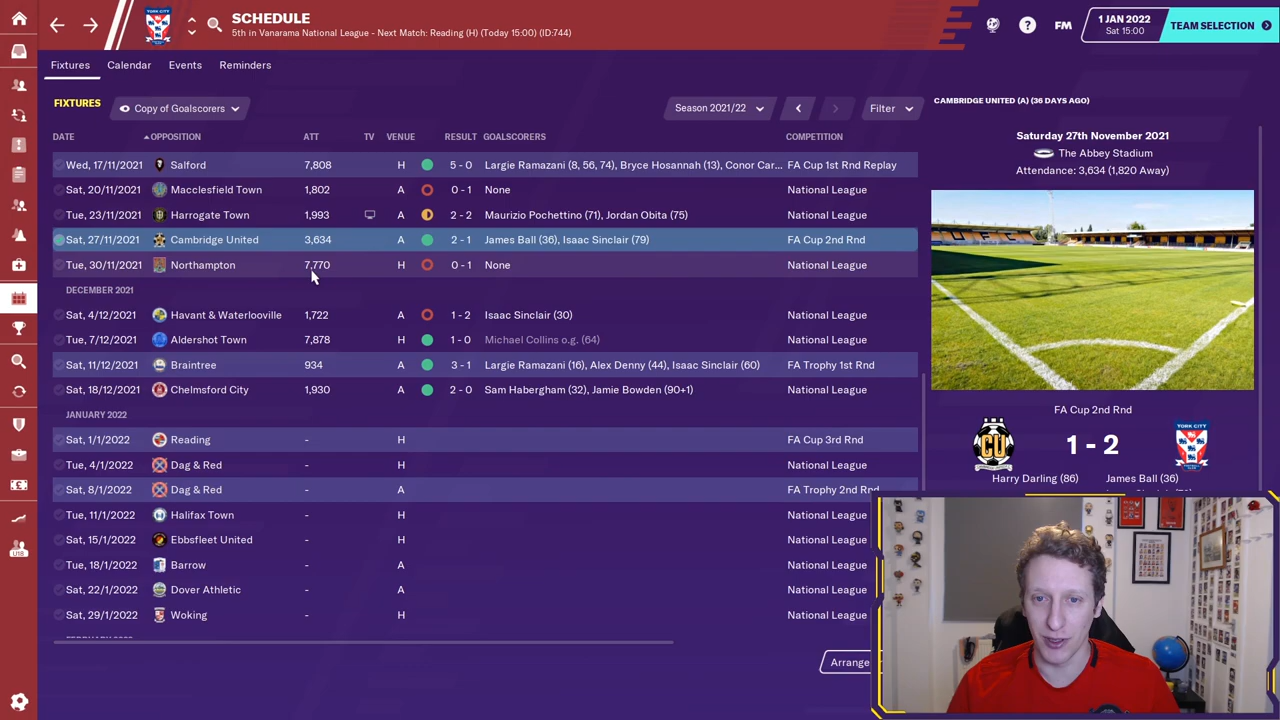 YORK CITY
SCHEDULE
5th in Vanarama National League - Next Match: Reading (H) (Today 15:00) (ID:744)
FM
1 JAN 2022
Sat 15:00
TEAM SELECTION
Fixtures Calendar Events Reminders
FIXTURES Copy of Goalscorers Season 2021/22 Filter
DATE OPPOSITION ATT TV VENUE RESULT GOALSCORERS COMPETITION
Wed, 17/11/2021 Salford 7,808 H 5 - 0 Largie Ramazani (8, 56, 74), Bryce Hosannah (13), Conor Car... FA Cup 1st Rnd Replay
Sat, 20/11/2021 Macclesfield Town 1,802 A 0 - 1 None National League
Tue, 23/11/2021 Harrogate Town 1,993 A 2 - 2 Maurizio Pochettino (71), Jordan Obita (75) National League
Sat, 27/11/2021 Cambridge United 3,634 A 2 - 1 James Ball (36), Isaac Sinclair (79) FA Cup 2nd Rnd
Tue, 30/11/2021 Northampton 7,770 H 0 - 1 None National League
DECEMBER 2021
Sat, 4/12/2021 Havant & Waterlooville 1,722 A 1 - 2 Isaac Sinclair (30) National League
Tue, 7/12/2021 Aldershot Town 7,878 H 1 - 0 Michael Collins o.g. (64) National League
Sat, 11/12/2021 Braintree 934 A 3 - 1 Largie Ramazani (16), Alex Denny (44), Isaac Sinclair (60) FA Trophy 1st Rnd
Sat, 18/12/2021 Chelmsford City 1,930 A 2 - 0 Sam Habergham (32), Jamie Bowden (90+1) National League
JANUARY 2022
Sat, 1/1/2022 Reading - H FA Cup 3rd Rnd
Tue, 4/1/2022 Dag & Red - H National League
Sat, 8/1/2022 Dag & Red - A FA Trophy 2nd Rnd
Tue, 11/1/2022 Halifax Town - H National League
Sat, 15/1/2022 Ebbsfleet United - H National League
Tue, 18/1/2022 Barrow - A National League
Sat, 22/1/2022 Dover Athletic - A National League
Sat, 29/1/2022 Woking - H National League
Arrange
CAMBRIDGE UNITED (A) (36 DAYS AGO)
Saturday 27th November 2021
The Abbey Stadium
Attendance: 3,634 (1,820 Away)
FA Cup 2nd Rnd
CU 1 - 2 YORK CITY
Harry Darling (86) James Ball (36)
U18